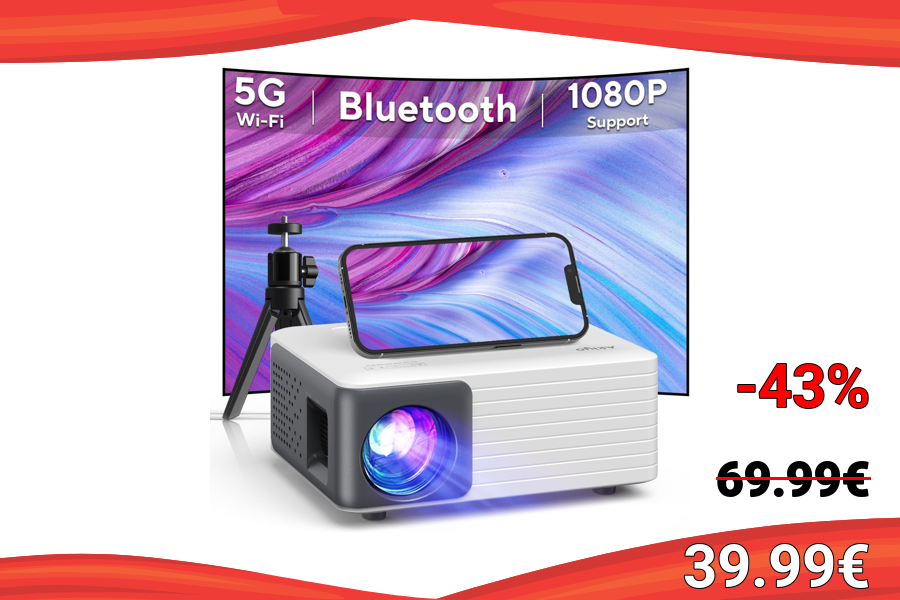 5G
Wi-Fi
Bluetooth
1080P
Support
-43%
69.99€
39.99€